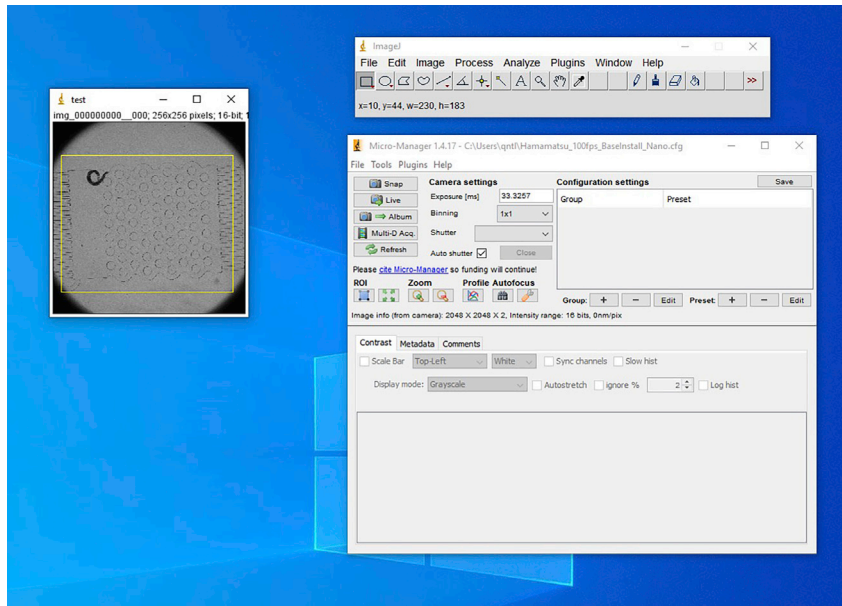 ImageJ
File Edit Image Process Analyze Plugins Window Help
A
>>
x=10, y=44, w=230, h=183
test
img_000000000__000; 256x256 pixels; 16-bit; 1
Micro-Manager 1.4.17 - C:\Users\qntl\Hamamatsu_100fps_BaseInstall_Nano.cfg
File Tools Plugins Help
Snap
Live
Album
Multi-D Acq.
Refresh
Camera settings
Exposure [ms] 33.3257
Binning 1x1
Shutter
Auto shutter Close
Configuration settings Save
Group Preset
Please cite Micro-Manager so funding will continue!
ROI Zoom Profile Autofocus
Group: + − Edit Preset: + − Edit
Image info (from camera): 2048 X 2048 X 2, Intensity range: 16 bits, 0nm/pix
Contrast Metadata Comments
Scale Bar Top-Left White Sync channels Slow hist
Display mode: Grayscale Autostretch ignore % 2 Log hist